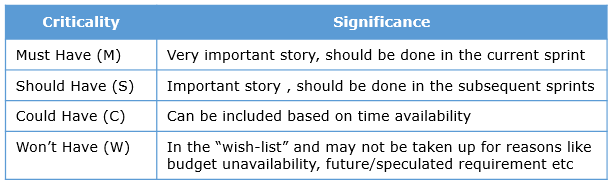 Criticality Significance
Must Have (M) Very important story, should be done in the current sprint
Should Have (S) Important story , should be done in the subsequent sprints
Could Have (C) Can be included based on time availability
Won’t Have (W) In the “wish-list” and may not be taken up for reasons like
budget unavailability, future/speculated requirement etc